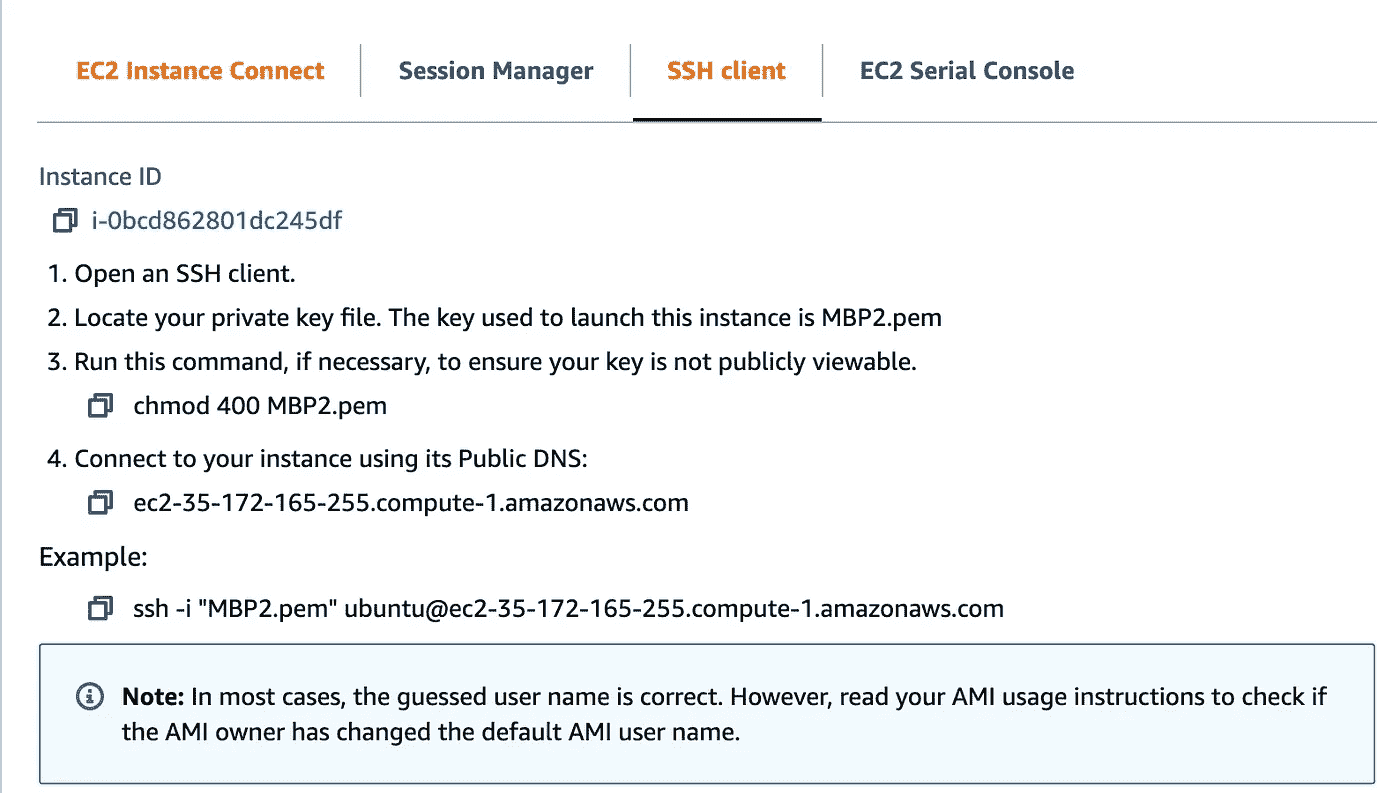 EC2 Instance Connect Session Manager SSH client EC2 Serial Console
Instance ID
i-0bcd862801dc245df
1. Open an SSH client.
2. Locate your private key file. The key used to launch this instance is MBP2.pem
3. Run this command, if necessary, to ensure your key is not publicly viewable.
chmod 400 MBP2.pem
4. Connect to your instance using its Public DNS:
ec2-35-172-165-255.compute-1.amazonaws.com
Example:
ssh -i "MBP2.pem" ubuntu@ec2-35-172-165-255.compute-1.amazonaws.com
Note: In most cases, the guessed user name is correct. However, read your AMI usage instructions to check if
the AMI owner has changed the default AMI user name.